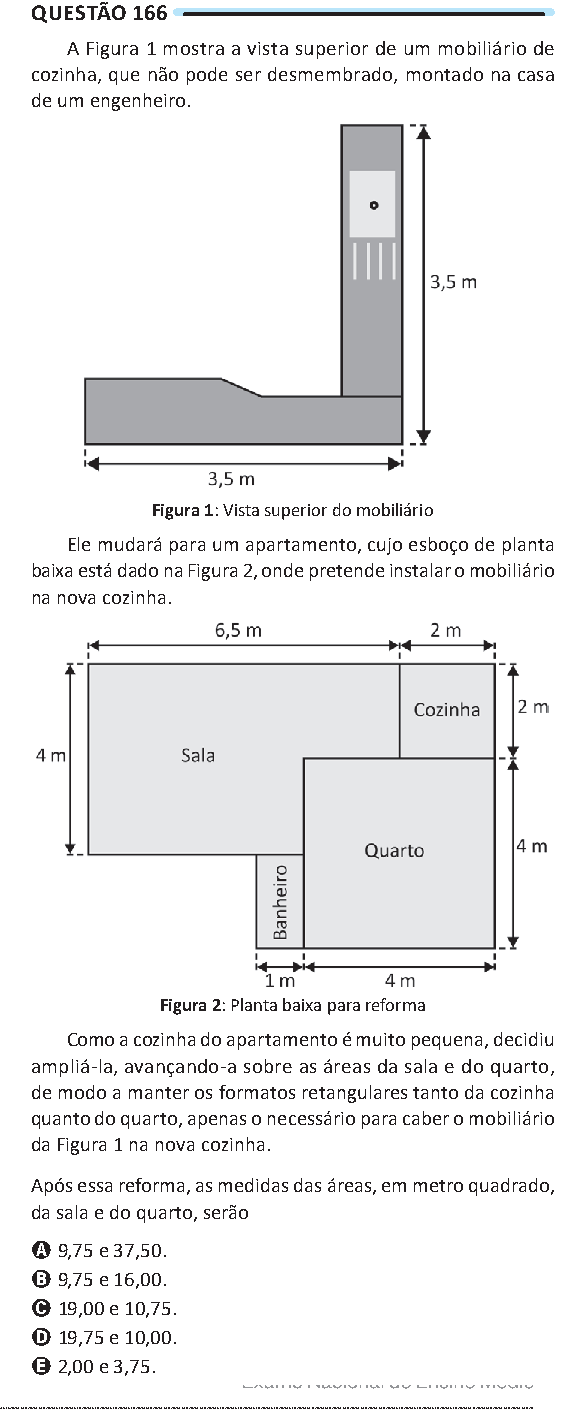 QUESTÃO 166
A Figura 1 mostra a vista superior de um mobiliário de
cozinha, que não pode ser desmembrado, montado na casa
de um engenheiro.
3,5 m
3,5 m
Figura 1: Vista superior do mobiliário
Ele mudará para um apartamento, cujo esboço de planta
baixa está dado na Figura 2, onde pretende instalar o mobiliário
na nova cozinha.
6,5 m
2 m
Cozinha
2 m
4 m
Sala
Quarto
4 m
Banheiro
1 m
4 m
Figura 2: Planta baixa para reforma
Como a cozinha do apartamento é muito pequena, decidiu
ampliá-la, avançando-a sobre as áreas da sala e do quarto,
de modo a manter os formatos retangulares tanto da cozinha
quanto do quarto, apenas o necessário para caber o mobiliário
da Figura 1 na nova cozinha.
Após essa reforma, as medidas das áreas, em metro quadrado,
da sala e do quarto, serão
A 9,75 e 37,50.
B 9,75 e 16,00.
C 19,00 e 10,75.
D 19,75 e 10,00.
E 2,00 e 3,75.